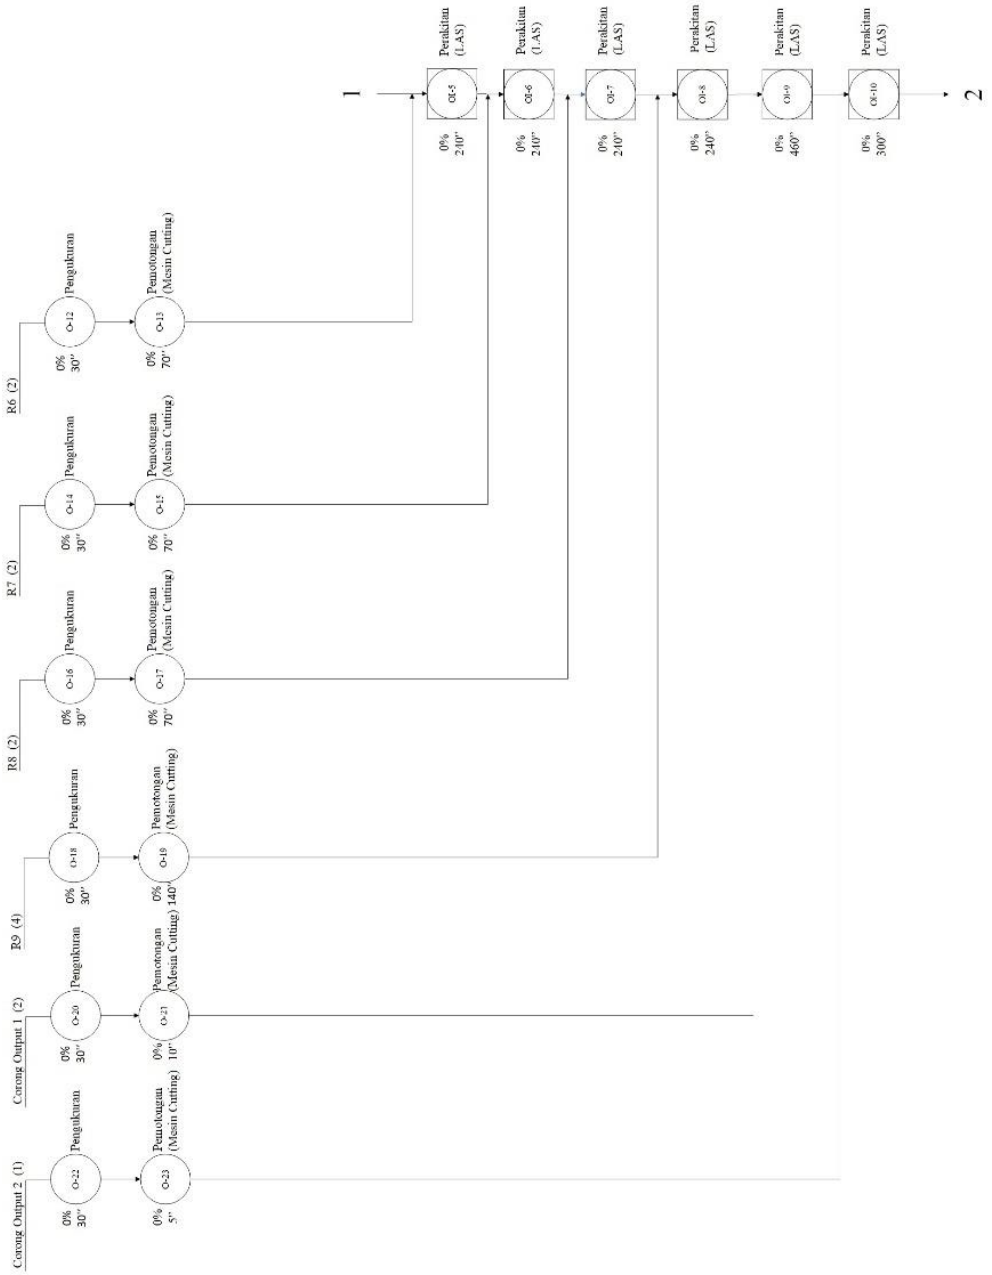 Corong Output 2 (1)
0%
30"
O-22
Pengukuran
0%
5"
O-23
Pemotongan
(Mesin Cutting)
Corong Output 1 (2)
0%
30"
O-20
Pengukuran
0%
10"
O-21
Pemotongan
(Mesin Cutting)
R9 (4)
0%
30"
O-18
Pengukuran
0%
140"
O-19
Pemotongan
(Mesin Cutting)
R8 (2)
0%
30"
O-16
Pengukuran
0%
70"
O-17
Pemotongan
(Mesin Cutting)
R7 (2)
0%
30"
O-14
Pengukuran
0%
70"
O-15
Pemotongan
(Mesin Cutting)
R6 (2)
0%
30"
O-12
Pengukuran
0%
70"
O-13
Pemotongan
(Mesin Cutting)
1
0%
240"
OI-5
Perakitan
(LAS)
0%
240"
OI-6
Perakitan
(LAS)
0%
240"
OI-7
Perakitan
(LAS)
0%
240"
OI-8
Perakitan
(LAS)
0%
460"
OI-9
Perakitan
(LAS)
0%
300"
OI-10
Perakitan
(LAS)
2